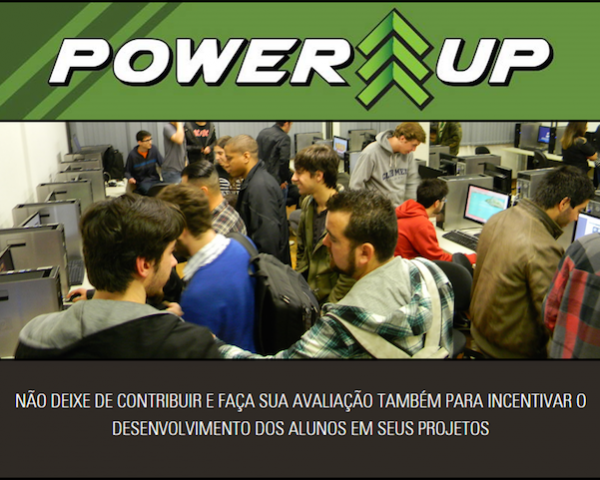 POWER UP
NÃO DEIXE DE CONTRIBUIR E FAÇA SUA AVALIAÇÃO TAMBÉM PARA INCENTIVAR O
DESENVOLVIMENTO DOS ALUNOS EM SEUS PROJETOS